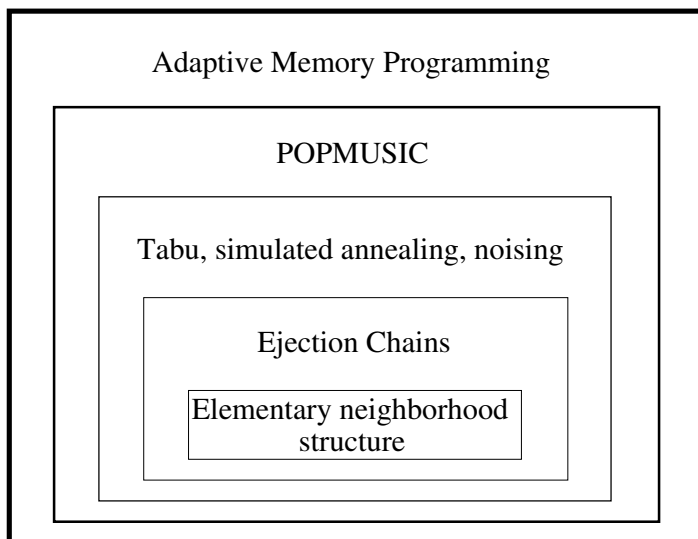 Adaptive Memory Programming
POPMUSIC
Tabu, simulated annealing, noising
Ejection Chains
Elementary neighborhood
structure